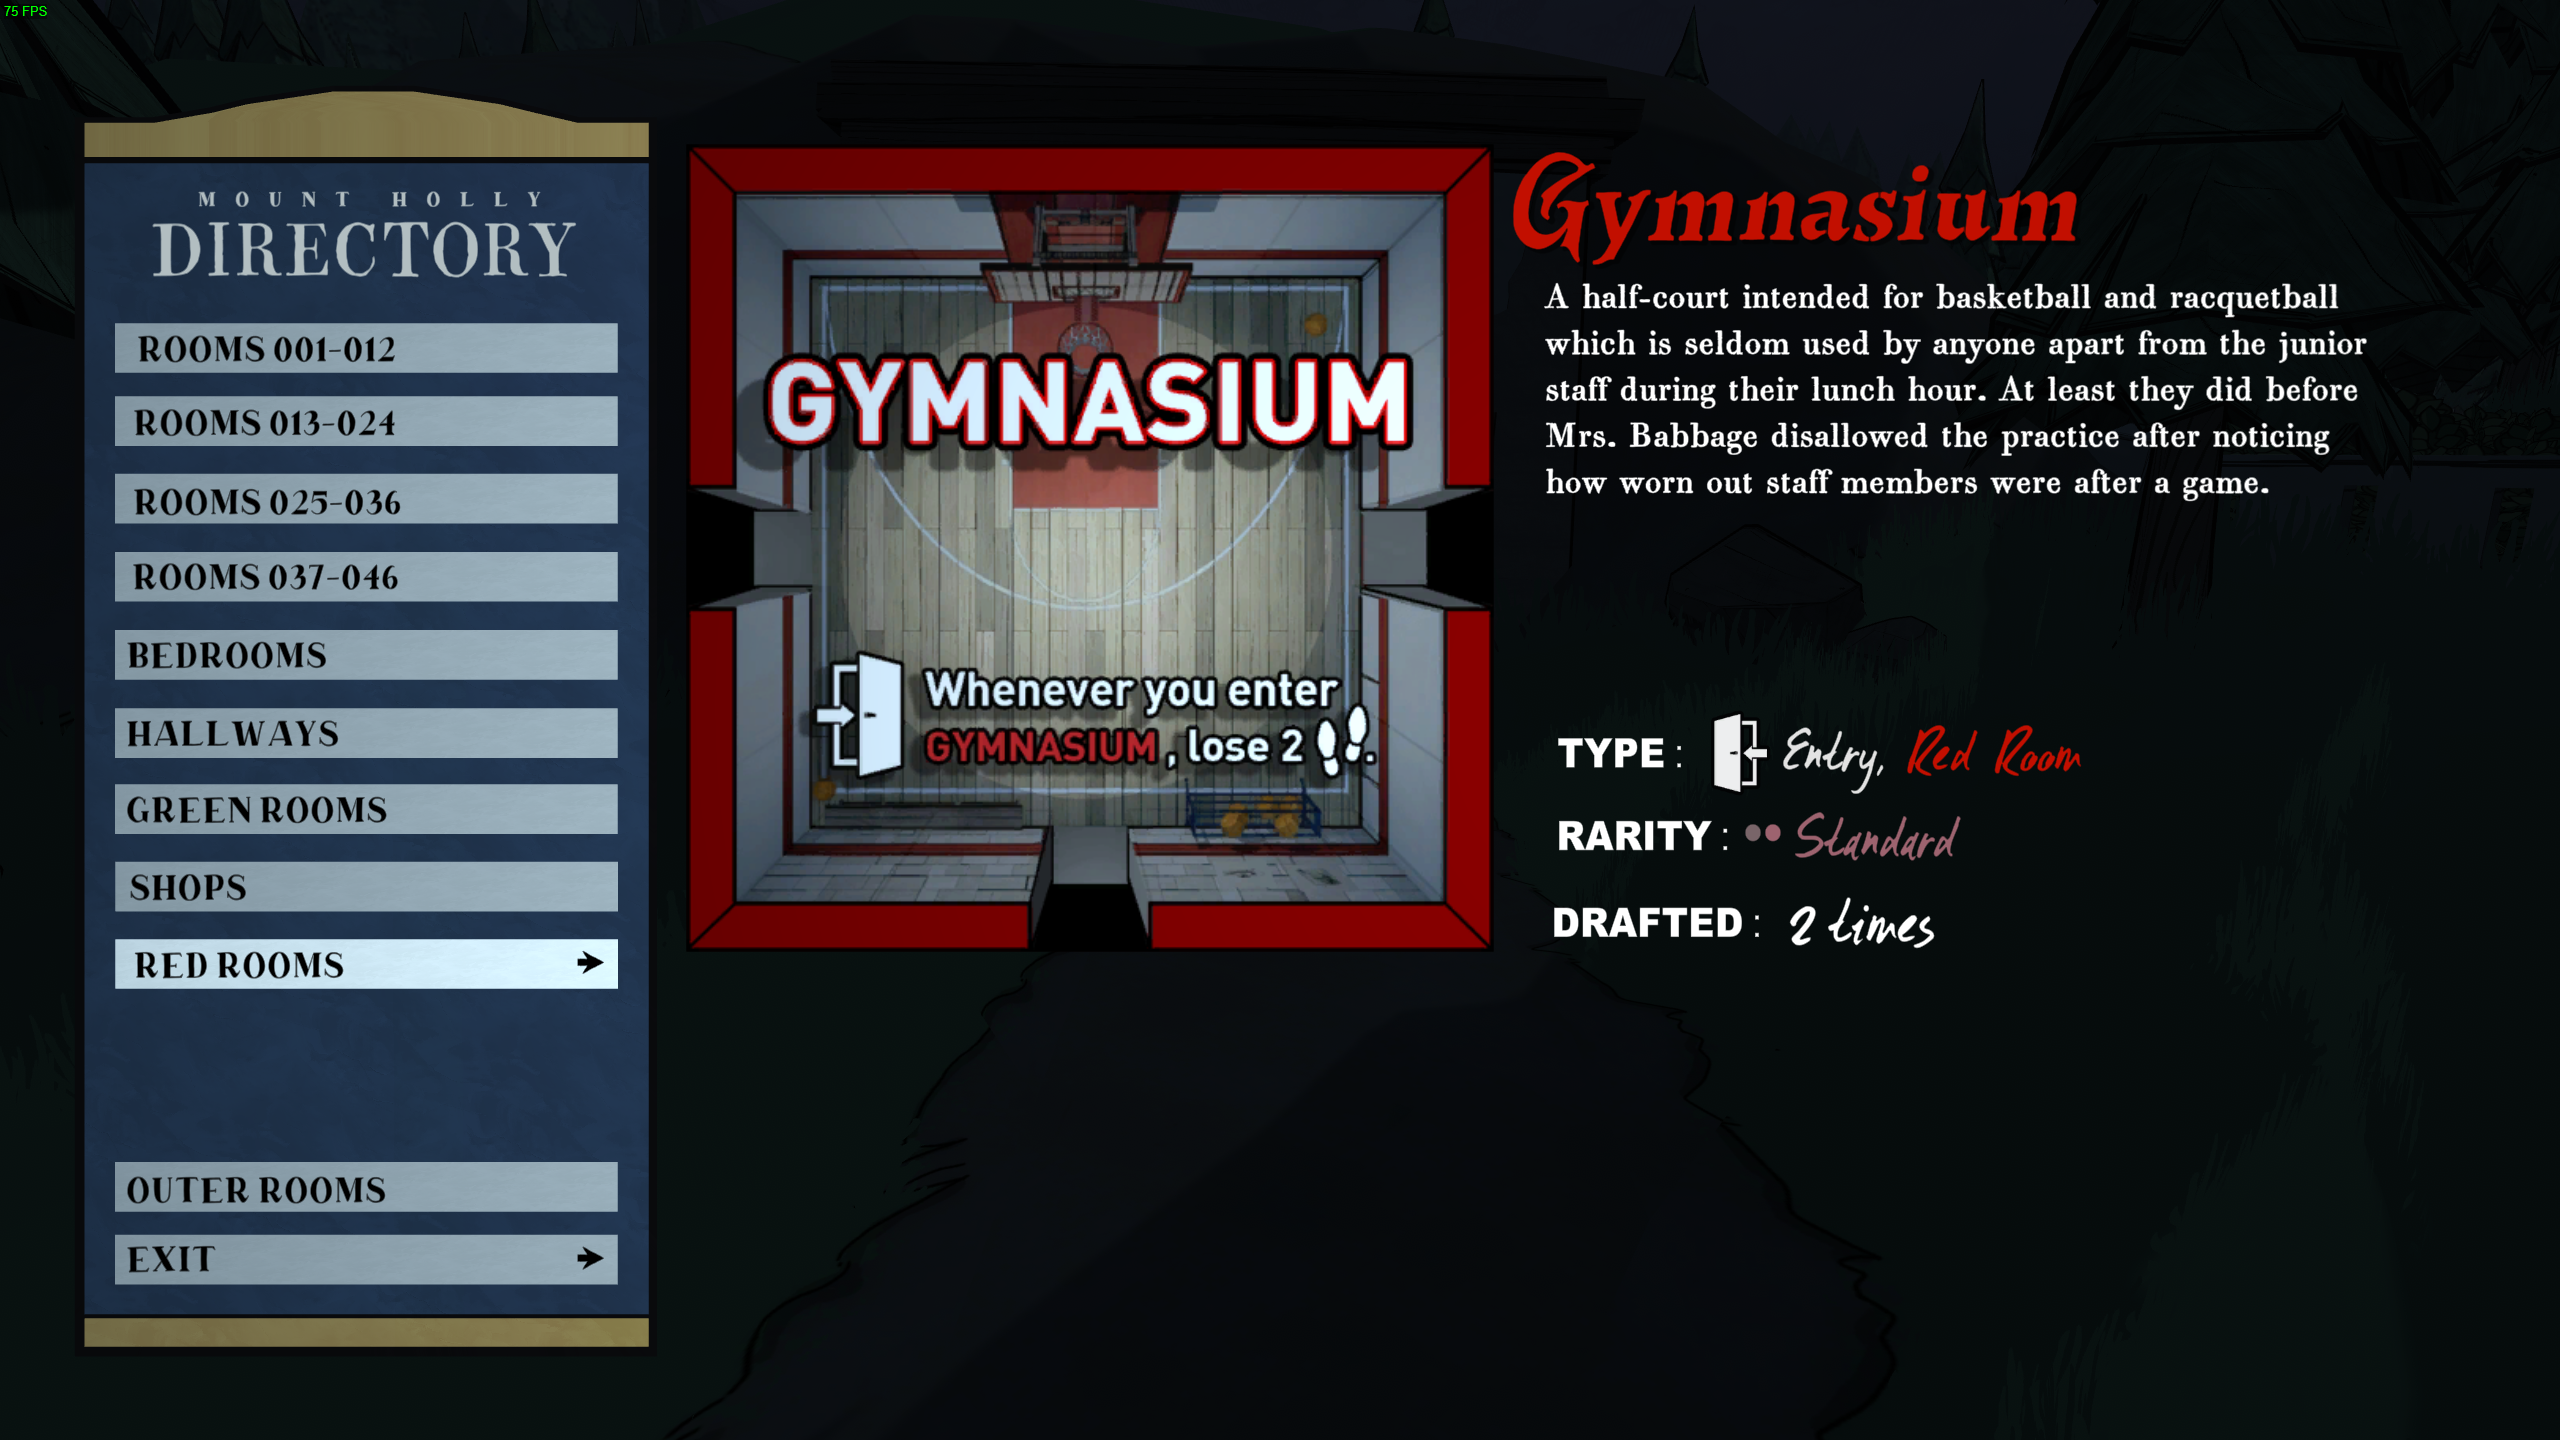 75 FPS
MOUNT HOLLY
DIRECTORY
ROOMS 001-012
ROOMS 013-024
ROOMS 025-036
ROOMS 037-046
BEDROOMS
HALLWAYS
GREEN ROOMS
SHOPS
RED ROOMS
OUTER ROOMS
EXIT
GYMNASIUM
Whenever you enter
GYMNASIUM, lose 2 .
Gymnasium
A half-court intended for basketball and racquetball
which is seldom used by anyone apart from the junior
staff during their lunch hour. At least they did before
Mrs. Babbage disallowed the practice after noticing
how worn out staff members were after a game.
TYPE : Entry, Red Room
RARITY : Standard
DRAFTED : 2 times